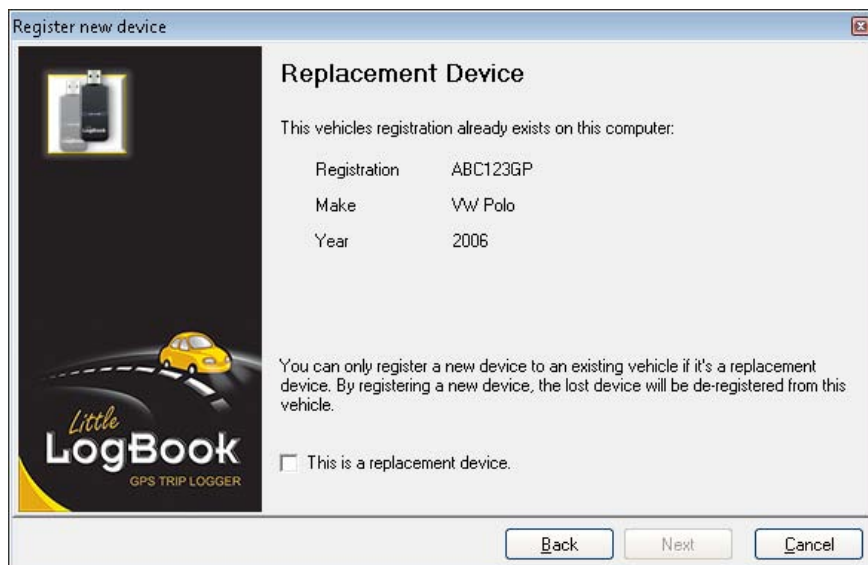 Register new device
LogBook
Replacement Device
This vehicles registration already exists on this computer:
Registration ABC123GP
Make VW Polo
Year 2006
You can only register a new device to an existing vehicle if it's a replacement
device. By registering a new device, the lost device will be de-registered from this
vehicle.
This is a replacement device.
Little
LogBook
GPS TRIP LOGGER
Back Next Cancel